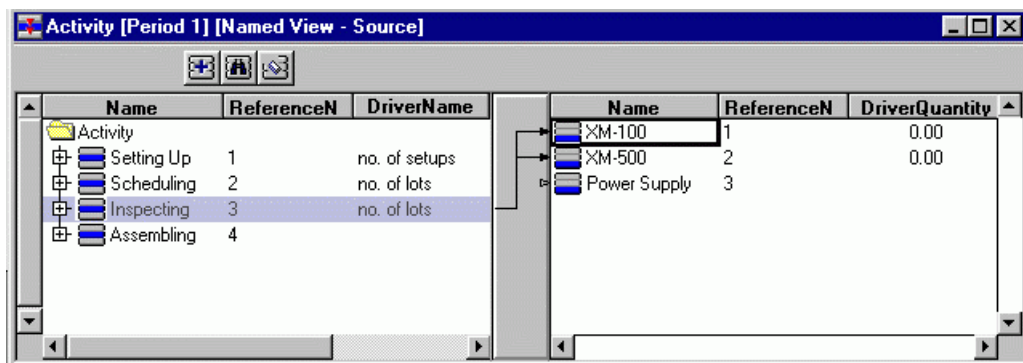 Activity [Period 1] [Named View - Source]
Name ReferenceN DriverName Name ReferenceN DriverQuantity
Activity XM-100 1 0.00
Setting Up 1 no. of setups XM-500 2 0.00
Scheduling 2 no. of lots Power Supply 3
Inspecting 3 no. of lots
Assembling 4